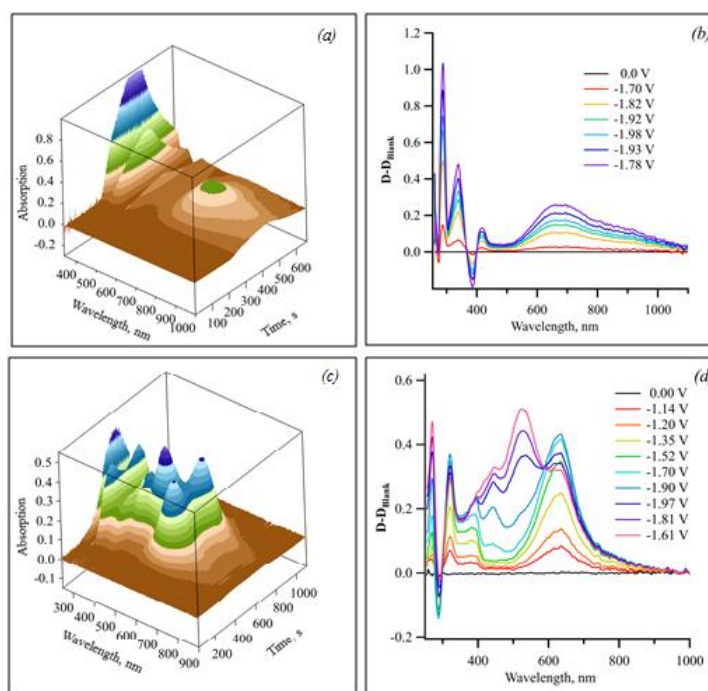 (a)
Absorption
0.8
0.6
0.4
0.2
0.0
-0.2
400
500
600
700
800
900
1000
Wavelength, nm
100
200
300
400
500
600
Time, s
(b)
D-D_Blank
1.2
1.0
0.8
0.6
0.4
0.2
0.0
-0.2
400 600 800 1000
Wavelength, nm
0.0 V
-1.70 V
-1.82 V
-1.92 V
-1.98 V
-1.93 V
-1.78 V
(c)
Absorption
0.5
0.4
0.3
0.2
0.1
0.0
-0.1
300
400
500
600
700
800
900
Wavelength, nm
200
400
600
800
1000
Time, s
(d)
D-D_Blank
0.6
0.4
0.2
0.0
-0.2
400 600 800 1000
Wavelength, nm
0.00 V
-1.14 V
-1.20 V
-1.35 V
-1.52 V
-1.70 V
-1.90 V
-1.97 V
-1.81 V
-1.61 V